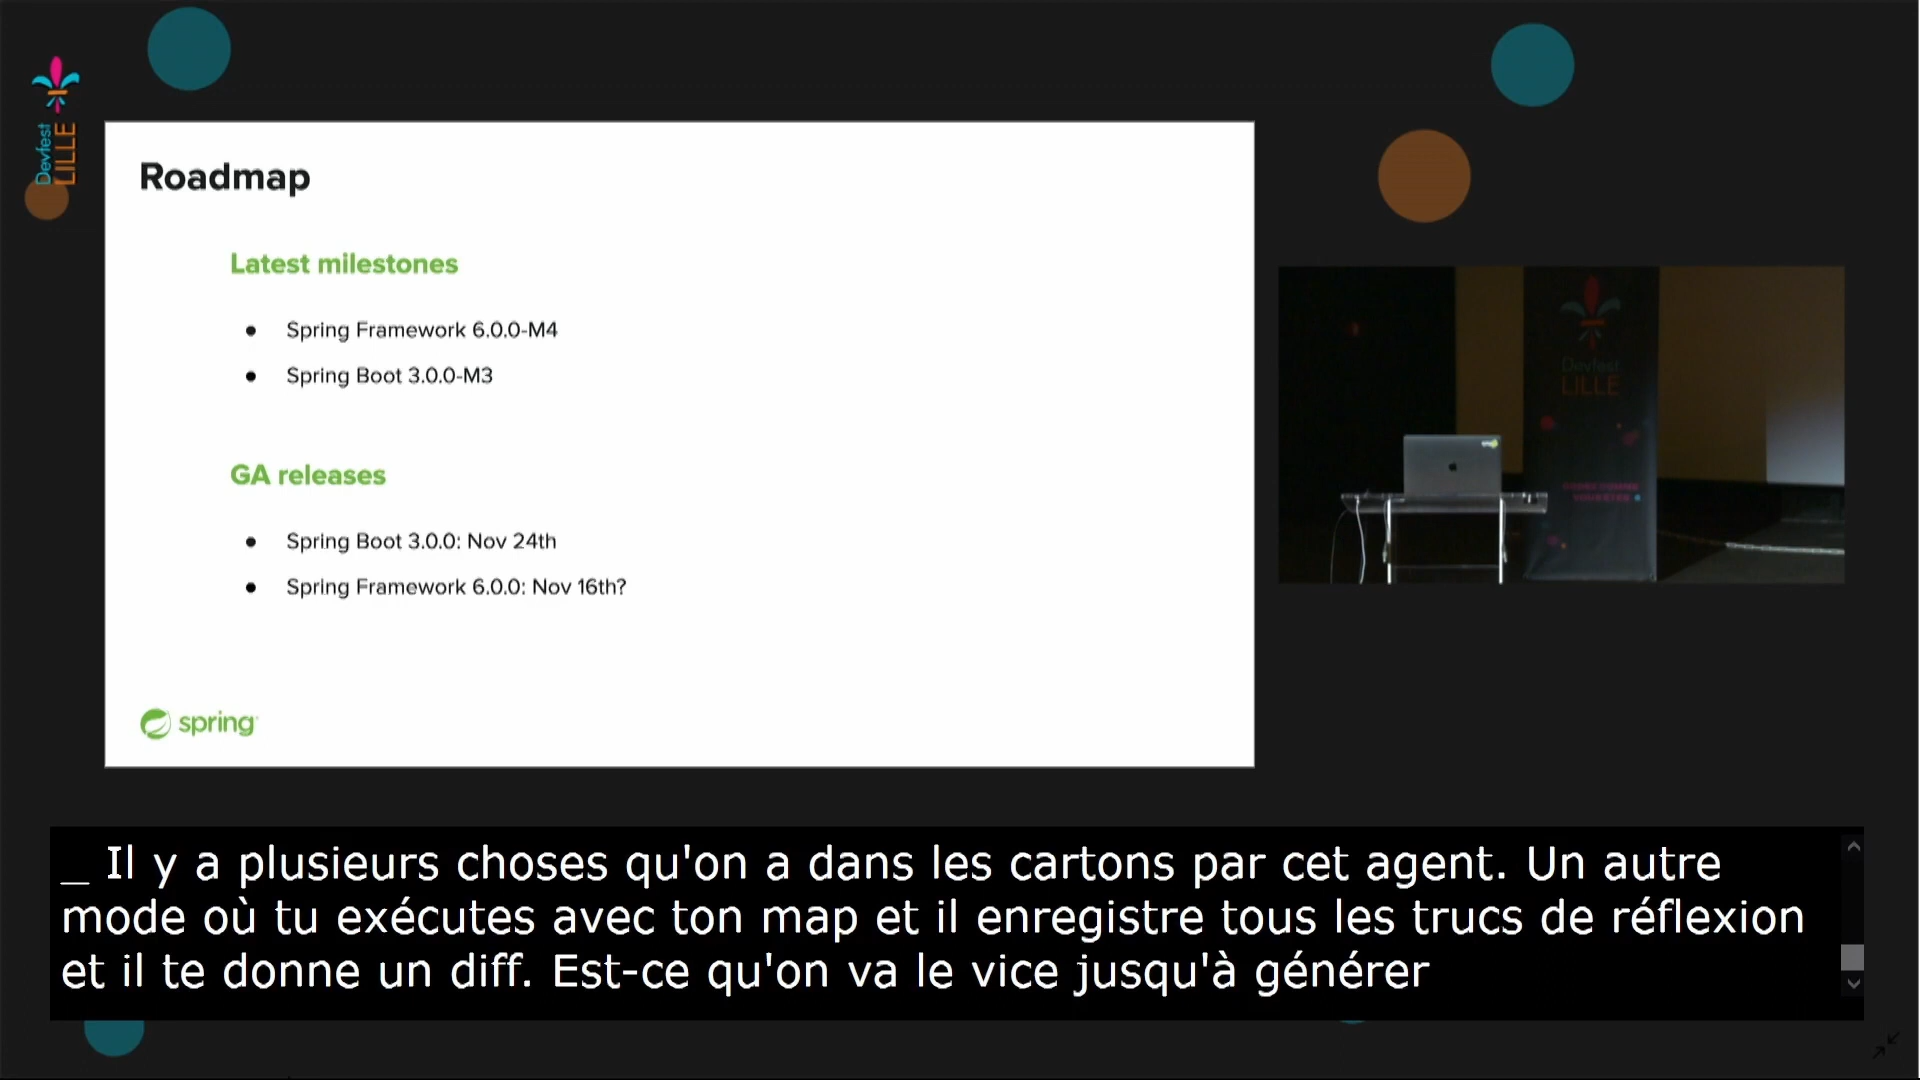 Devfest
LILLE
Roadmap
Latest milestones
● Spring Framework 6.0.0-M4
● Spring Boot 3.0.0-M3
GA releases
● Spring Boot 3.0.0: Nov 24th
● Spring Framework 6.0.0: Nov 16th?
spring
Devfest
LILLE
_ Il y a plusieurs choses qu'on a dans les cartons par cet agent. Un autre
mode où tu exécutes avec ton map et il enregistre tous les trucs de réflexion
et il te donne un diff. Est-ce qu'on va le vice jusqu'à générer